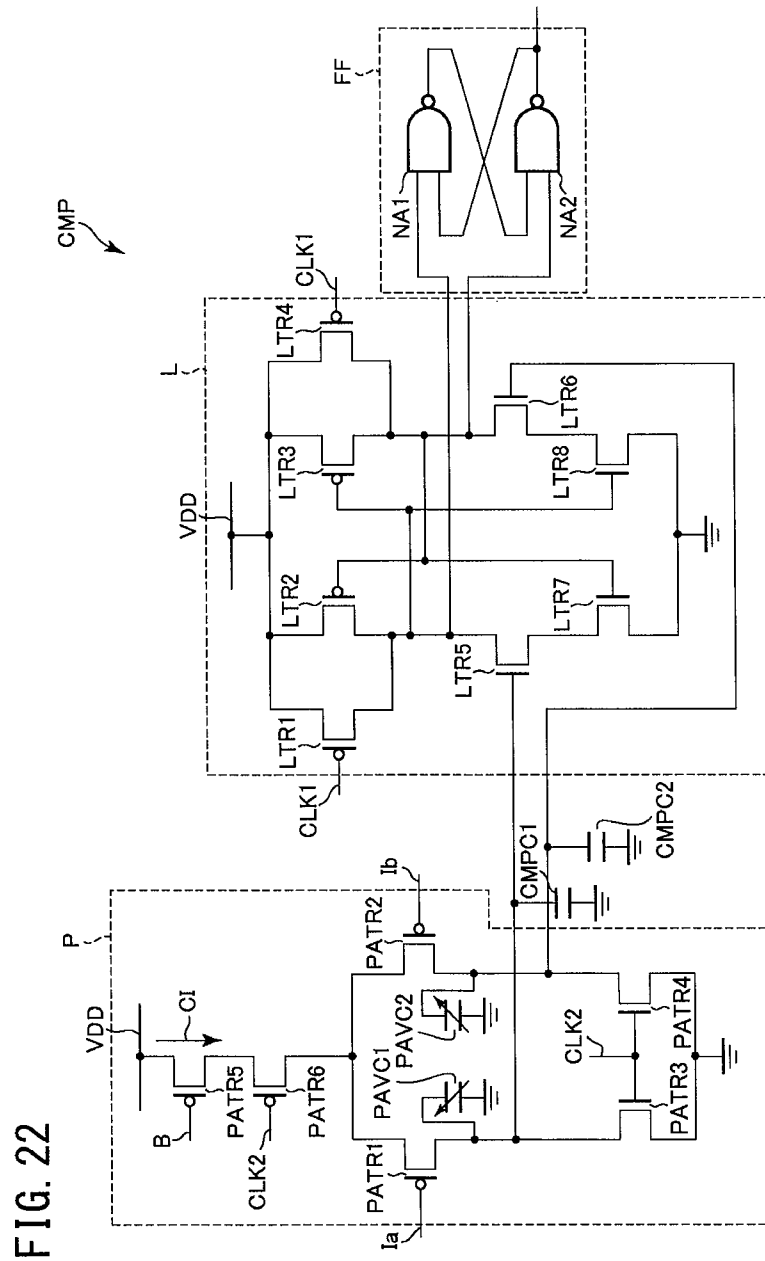 FIG. 22
CMP
P
VDD
CI
B
PATR5
CLK2
PATR6
PATR1
Ia
PAVC1
PAVC2
PATR2
Ib
CLK2
PATR3
PATR4
CMPC1
CMPC2
L
VDD
CLK1
LTR1
LTR2
LTR3
LTR4
CLK1
LTR5
LTR6
LTR7
LTR8
FF
NA1
NA2